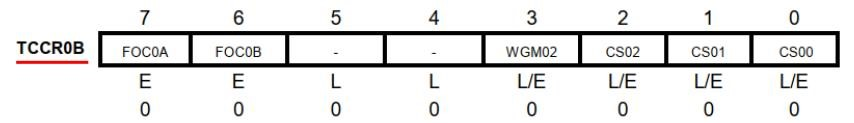 7 6 5 4 3 2 1 0
TCCR0B FOC0A FOC0B - - WGM02 CS02 CS01 CS00
E E L L L/E L/E L/E L/E
0 0 0 0 0 0 0 0